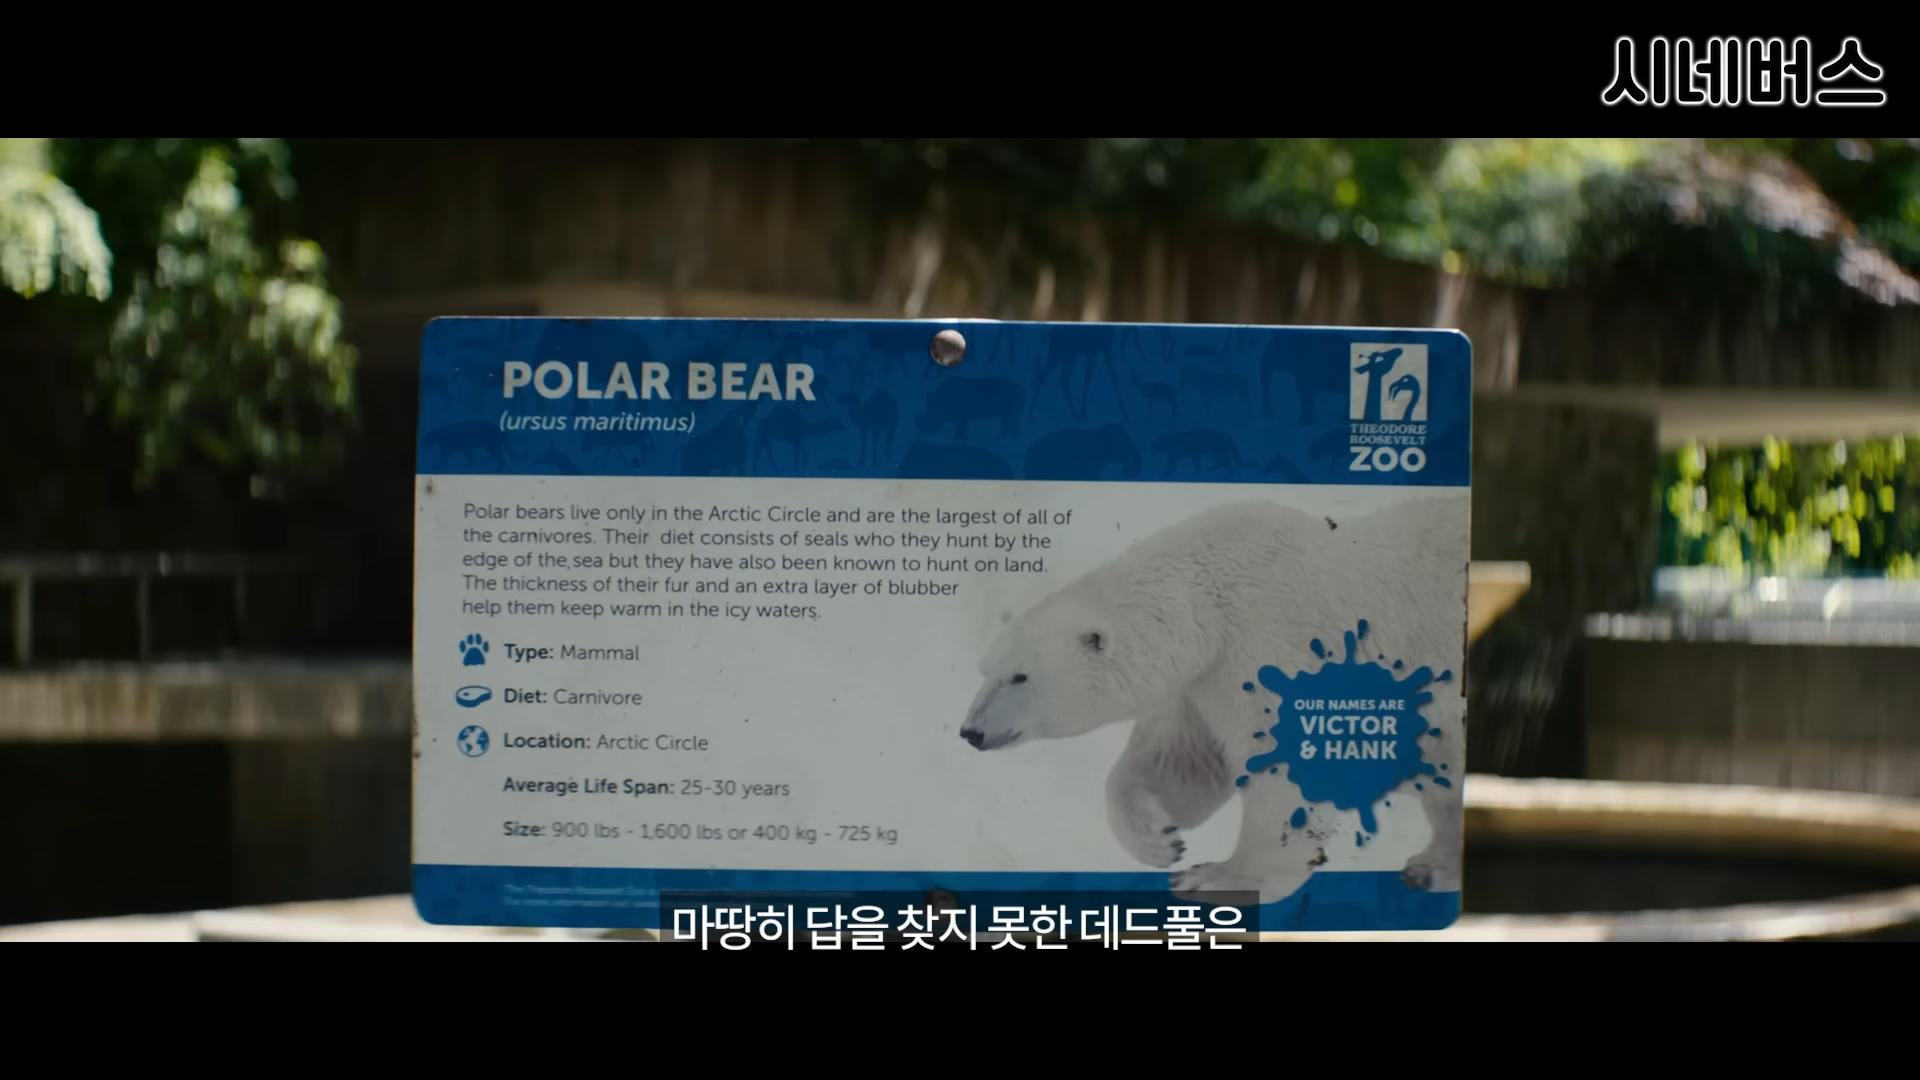 시네버스
POLAR BEAR
(ursus maritimus)
THEODORE
ROOSEVELT
ZOO
Polar bears live only in the Arctic Circle and are the largest of all of
the carnivores. Their diet consists of seals who they hunt by the
edge of the sea but they have also been known to hunt on land.
The thickness of their fur and an extra layer of blubber
help them keep warm in the icy waters.
Type: Mammal
Diet: Carnivore
Location: Arctic Circle
Average Life Span: 25-30 years
Size: 900 lbs - 1,600 lbs or 400 kg - 725 kg
OUR NAMES ARE
VICTOR
& HANK
마땅히 답을 찾지 못한 데드풀은